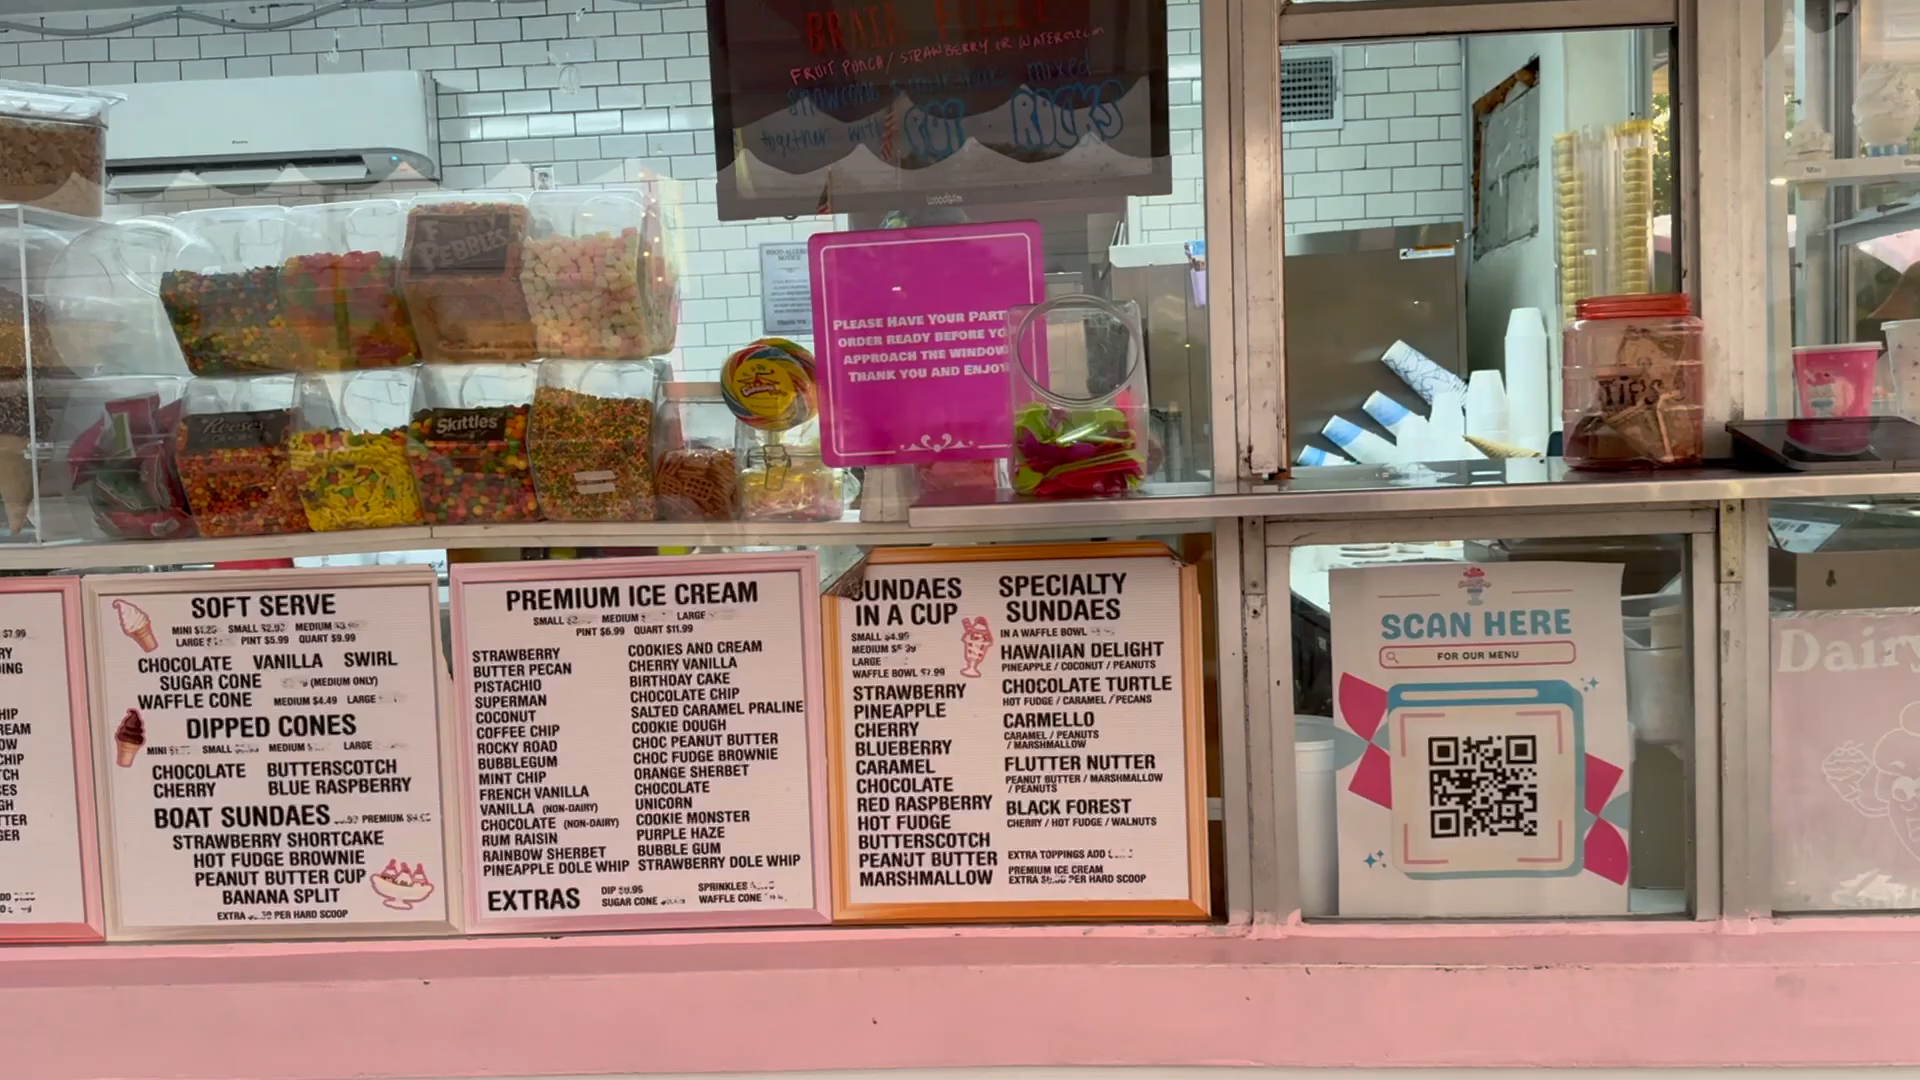 FRUIT PUNCH / STRAWBERRY OR WATERMELON
mixed
together with POP ROCKS
PLEASE HAVE YOUR PART
ORDER READY BEFORE YO
APPROACH THE WINDOW
THANK YOU AND ENJOY
PEBBLES
Reese's
Skittles
TIPS
$7.99
SOFT SERVE
MINI SMALL MEDIUM
LARGE PINT $5.99 QUART $9.99
CHOCOLATE VANILLA SWIRL
SUGAR CONE (MEDIUM ONLY)
WAFFLE CONE MEDIUM $4.49 LARGE
DIPPED CONES
MINI SMALL MEDIUM LARGE
CHOCOLATE BUTTERSCOTCH
CHERRY BLUE RASPBERRY
BOAT SUNDAES PREMIUM
STRAWBERRY SHORTCAKE
HOT FUDGE BROWNIE
PEANUT BUTTER CUP
BANANA SPLIT
EXTRA PER HARD SCOOP
PREMIUM ICE CREAM
SMALL MEDIUM LARGE
PINT $6.99 QUART $11.99
STRAWBERRY
BUTTER PECAN
PISTACHIO
SUPERMAN
COCONUT
COFFEE CHIP
ROCKY ROAD
BUBBLEGUM
MINT CHIP
FRENCH VANILLA
VANILLA (NON-DAIRY)
CHOCOLATE (NON-DAIRY)
RUM RAISIN
RAINBOW SHERBET
PINEAPPLE DOLE WHIP
COOKIES AND CREAM
CHERRY VANILLA
BIRTHDAY CAKE
CHOCOLATE CHIP
SALTED CARAMEL PRALINE
COOKIE DOUGH
CHOC PEANUT BUTTER
CHOC FUDGE BROWNIE
ORANGE SHERBET
CHOCOLATE
UNICORN
COOKIE MONSTER
PURPLE HAZE
BUBBLE GUM
STRAWBERRY DOLE WHIP
EXTRAS
DIP SPRINKLES
SUGAR CONE WAFFLE CONE
SUNDAES
IN A CUP
SMALL $4.99
MEDIUM
LARGE
WAFFLE BOWL $7.99
STRAWBERRY
PINEAPPLE
CHERRY
BLUEBERRY
CARAMEL
CHOCOLATE
RED RASPBERRY
HOT FUDGE
BUTTERSCOTCH
PEANUT BUTTER
MARSHMALLOW
SPECIALTY
SUNDAES
IN A WAFFLE BOWL
HAWAIIAN DELIGHT
PINEAPPLE / COCONUT / PEANUTS
CHOCOLATE TURTLE
HOT FUDGE / CARAMEL / PECANS
CARMELLO
CARAMEL / PEANUTS
/ MARSHMALLOW
FLUTTER NUTTER
PEANUT BUTTER / MARSHMALLOW
/ PEANUTS
BLACK FOREST
CHERRY / HOT FUDGE / WALNUTS
EXTRA TOPPINGS ADD
PREMIUM ICE CREAM
EXTRA PER HARD SCOOP
SCAN HERE
FOR OUR MENU
Dairy